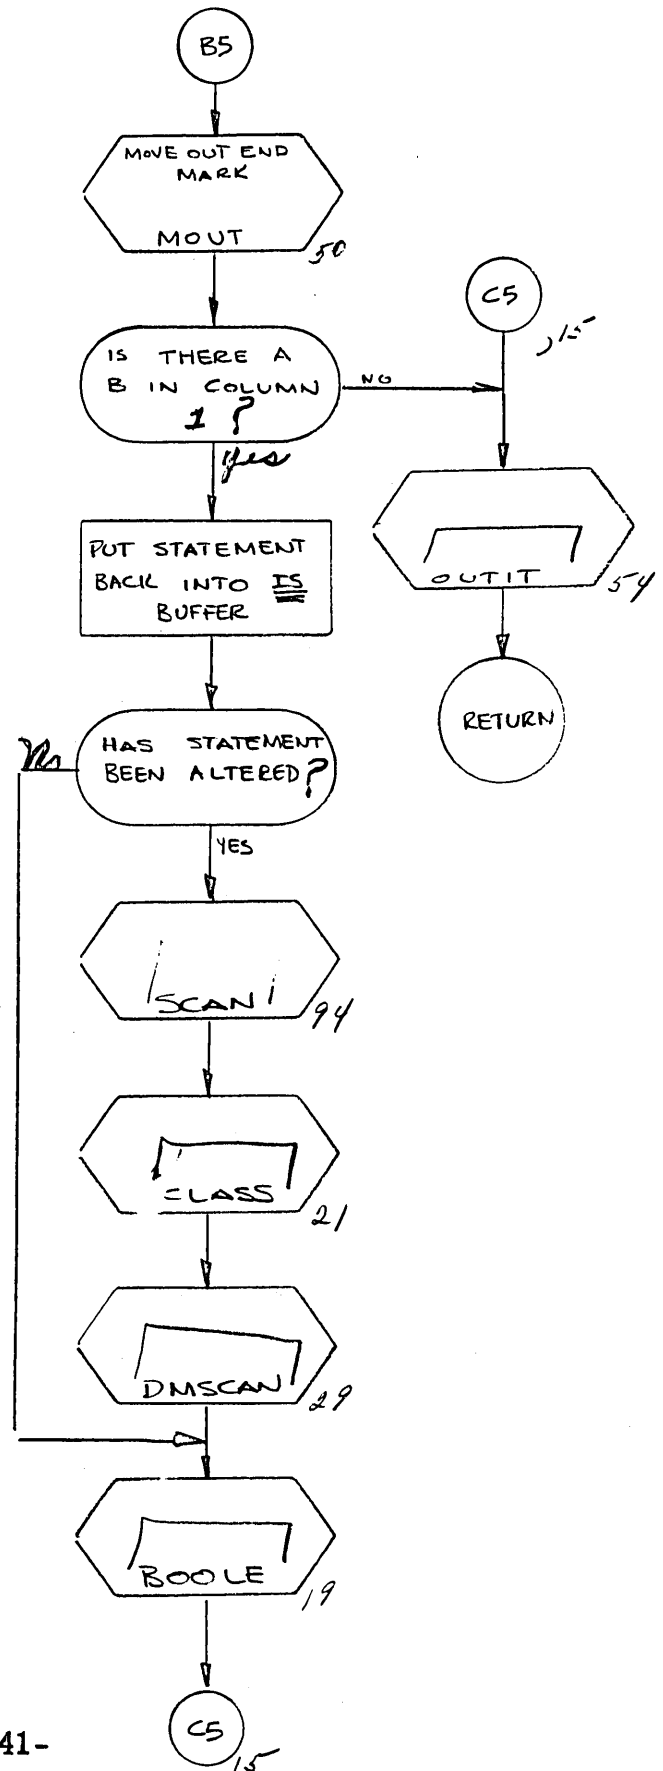 B5
MOVE OUT END
MARK
MOUT
50
IS THERE A
B IN COLUMN
1 ?
NO
yes
C5
15
OUTIT
54
RETURN
PUT STATEMENT
BACK INTO IS
BUFFER
HAS STATEMENT
BEEN ALTERED?
No
YES
SCAN
94
CLASS
21
DMSCAN
29
BOOLE
19
C5
15
41-